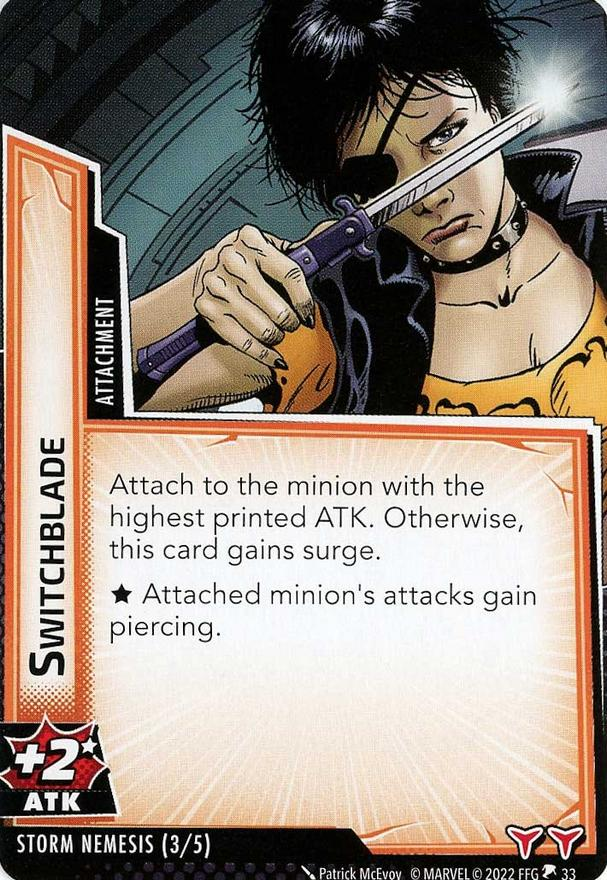 ATTACHMENT
SWITCHBLADE
Attach to the minion with the
highest printed ATK. Otherwise,
this card gains surge.
★ Attached minion's attacks gain
piercing.
+2★
ATK
STORM NEMESIS (3/5)
Patrick McEvoy © MARVEL © 2022 FFG 33